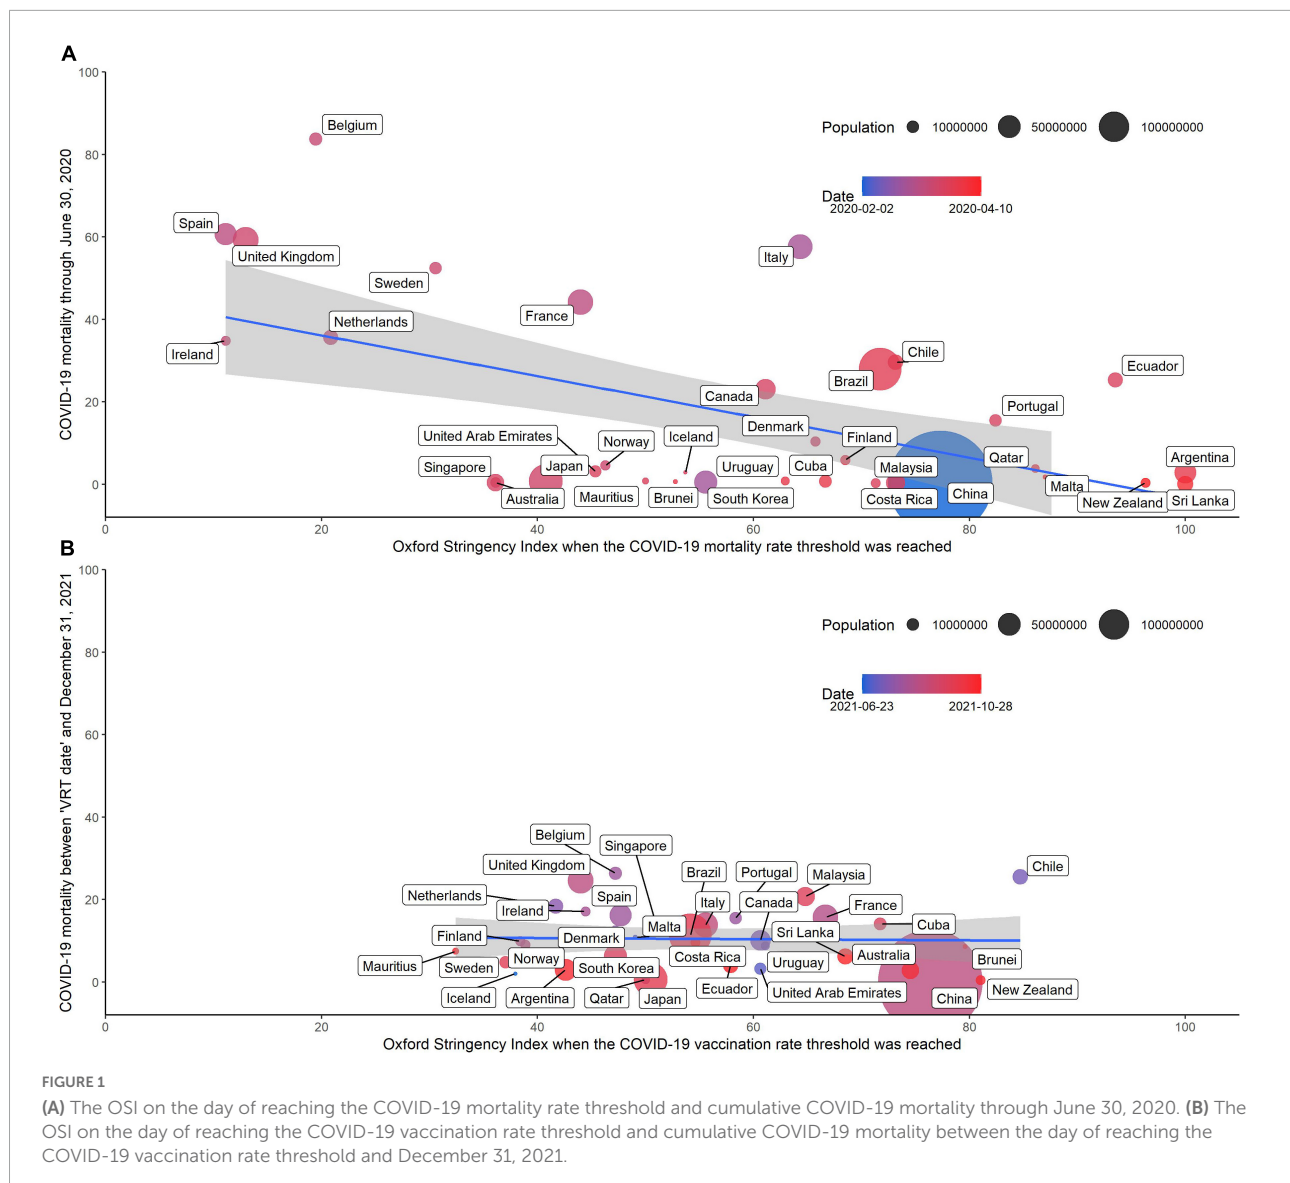 A
COVID-19 mortality through June 30, 2020
100
80
60
40
20
0
Belgium
Spain
United Kingdom
Sweden
Italy
France
Netherlands
Ireland
Chile
Brazil
Ecuador
Canada
Portugal
Denmark
United Arab Emirates
Norway
Iceland
Finland
Singapore
Japan
Uruguay
Cuba
Malaysia
Qatar
Argentina
Australia
Mauritius
Brunei
South Korea
Costa Rica
China
Malta
New Zealand
Sri Lanka
Population
10000000
50000000
100000000
Date
2020-02-02
2020-04-10
0
20
40
60
80
100
Oxford Stringency Index when the COVID-19 mortality rate threshold was reached
B
COVID-19 mortality between 'VRT date' and December 31, 2021
100
80
60
40
20
0
Population
10000000
50000000
100000000
Date
2021-06-23
2021-10-28
Belgium
Singapore
United Kingdom
Brazil
Portugal
Malaysia
Chile
Netherlands
Spain
Italy
Canada
France
Ireland
Malta
Sri Lanka
Cuba
Finland
Denmark
Mauritius
Sweden
Norway
South Korea
Costa Rica
Uruguay
Australia
Brunei
Iceland
Argentina
Qatar
Japan
Ecuador
United Arab Emirates
China
New Zealand
0
20
40
60
80
100
Oxford Stringency Index when the COVID-19 vaccination rate threshold was reached
FIGURE 1
(A) The OSI on the day of reaching the COVID-19 mortality rate threshold and cumulative COVID-19 mortality through June 30, 2020. (B) The
OSI on the day of reaching the COVID-19 vaccination rate threshold and cumulative COVID-19 mortality between the day of reaching the
COVID-19 vaccination rate threshold and December 31, 2021.